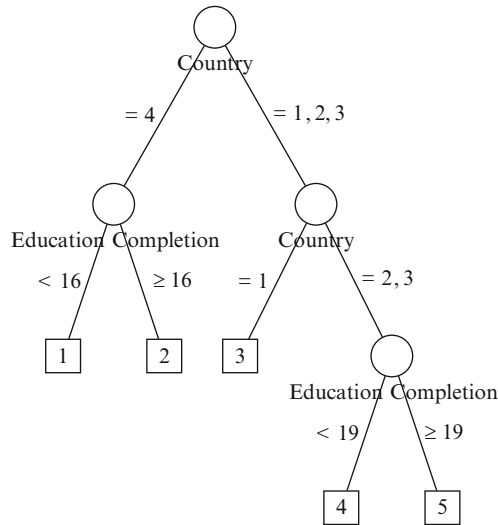 Country
= 4
= 1, 2, 3
Education Completion
Country
< 16
≥ 16
= 1
= 2, 3
1
2
3
Education Completion
< 19
≥ 19
4
5